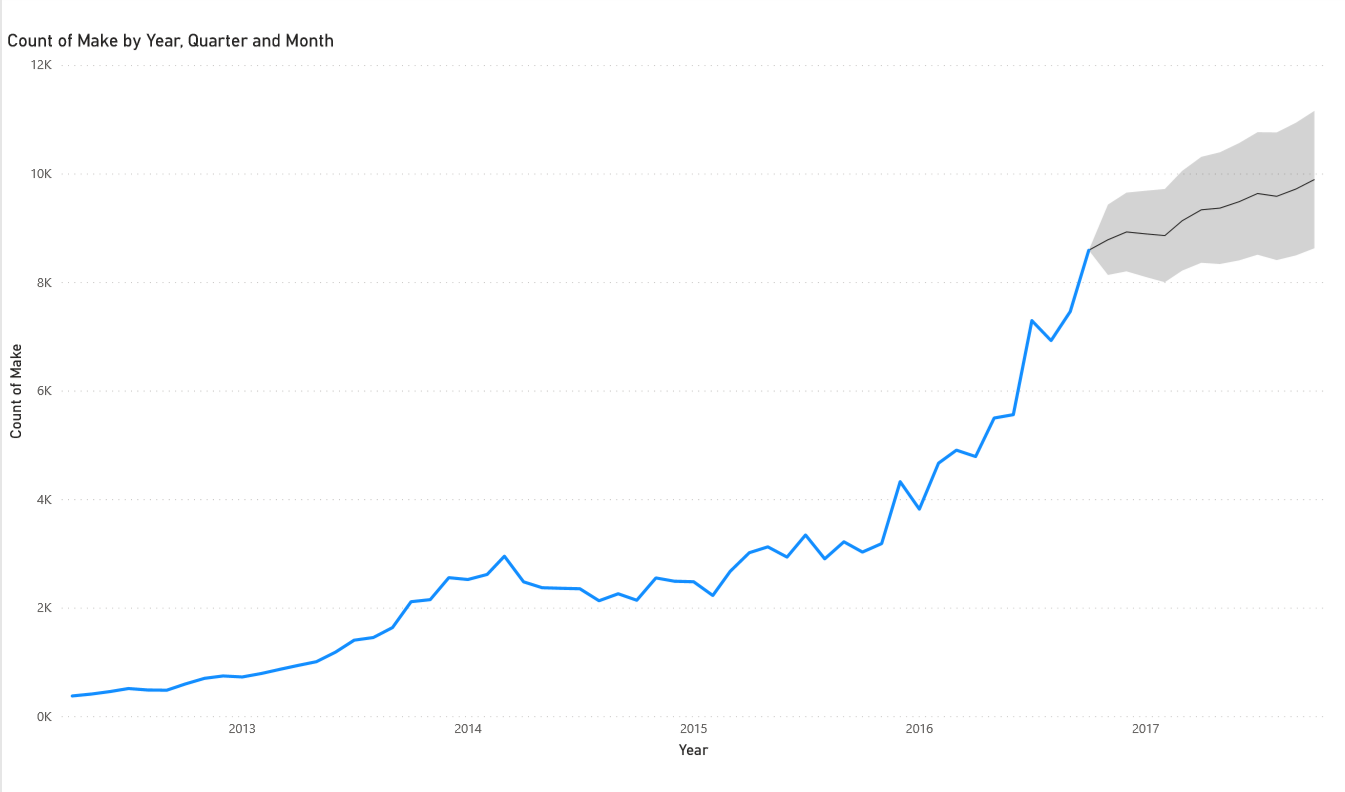 Count of Make by Year, Quarter and Month
12K
10K
8K
6K
4K
2K
0K
Count of Make
2013 2014 2015 2016 2017
Year